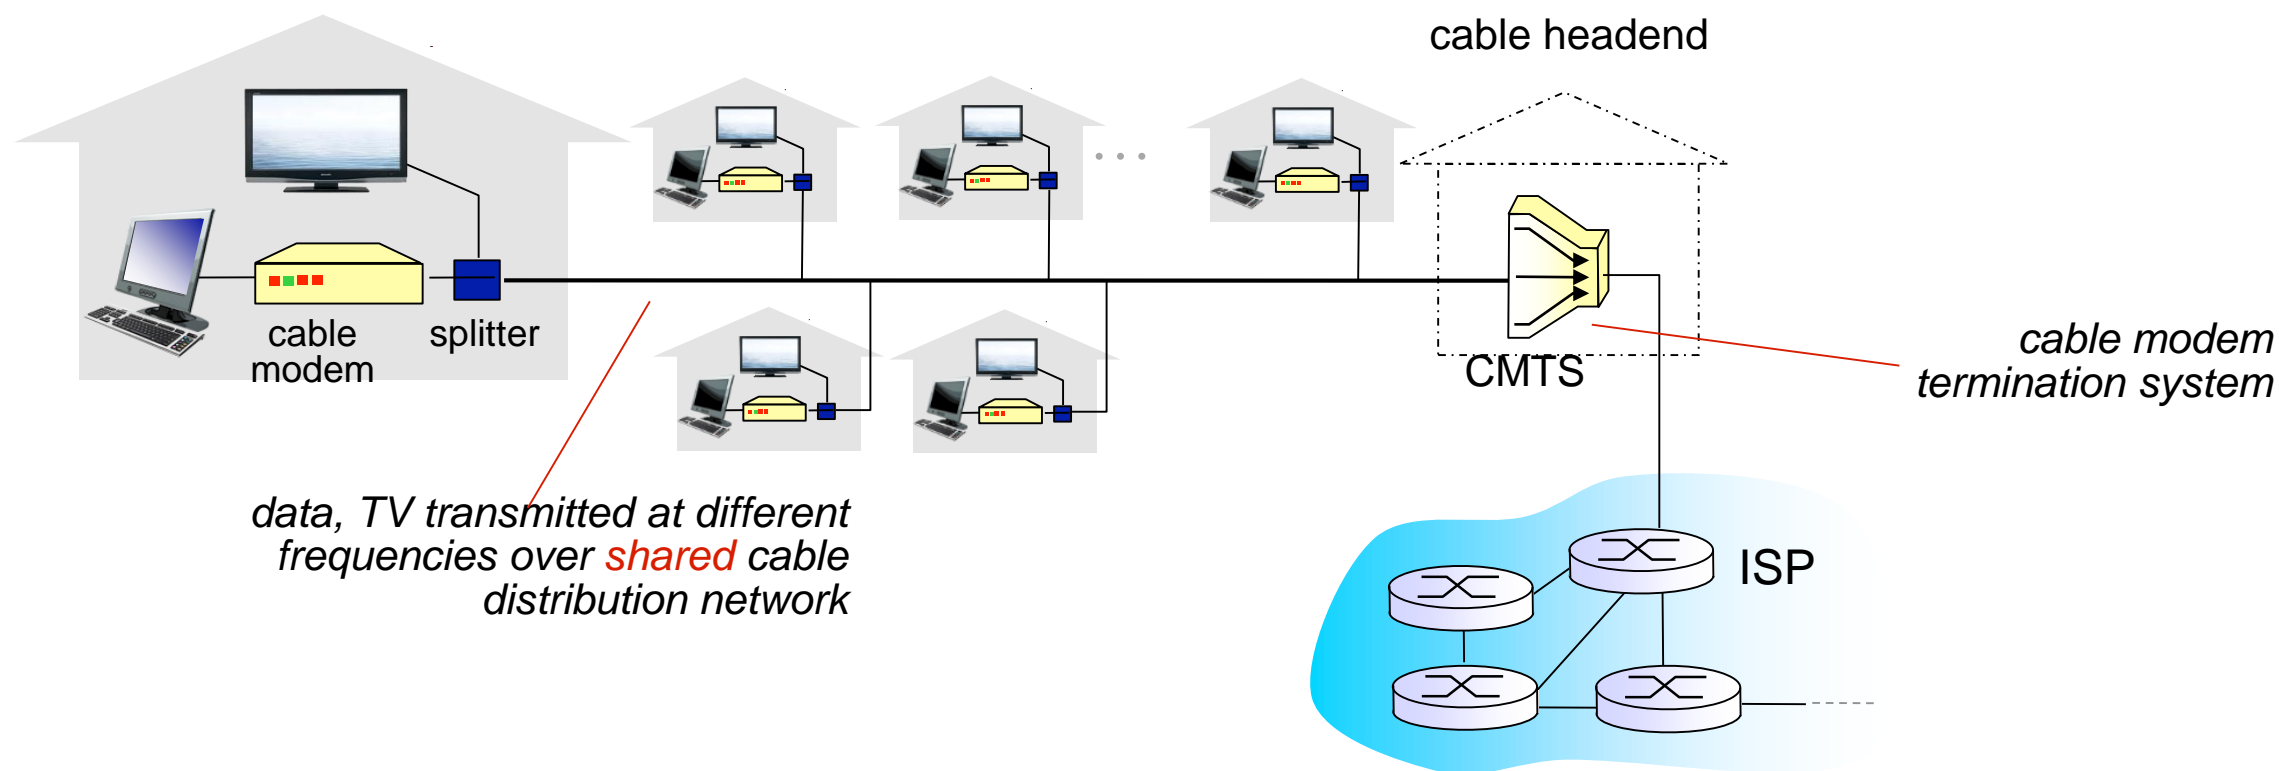 cable headend
cable
modem
splitter
CMTS
cable modem
termination system
data, TV transmitted at different
frequencies over shared cable
distribution network
ISP